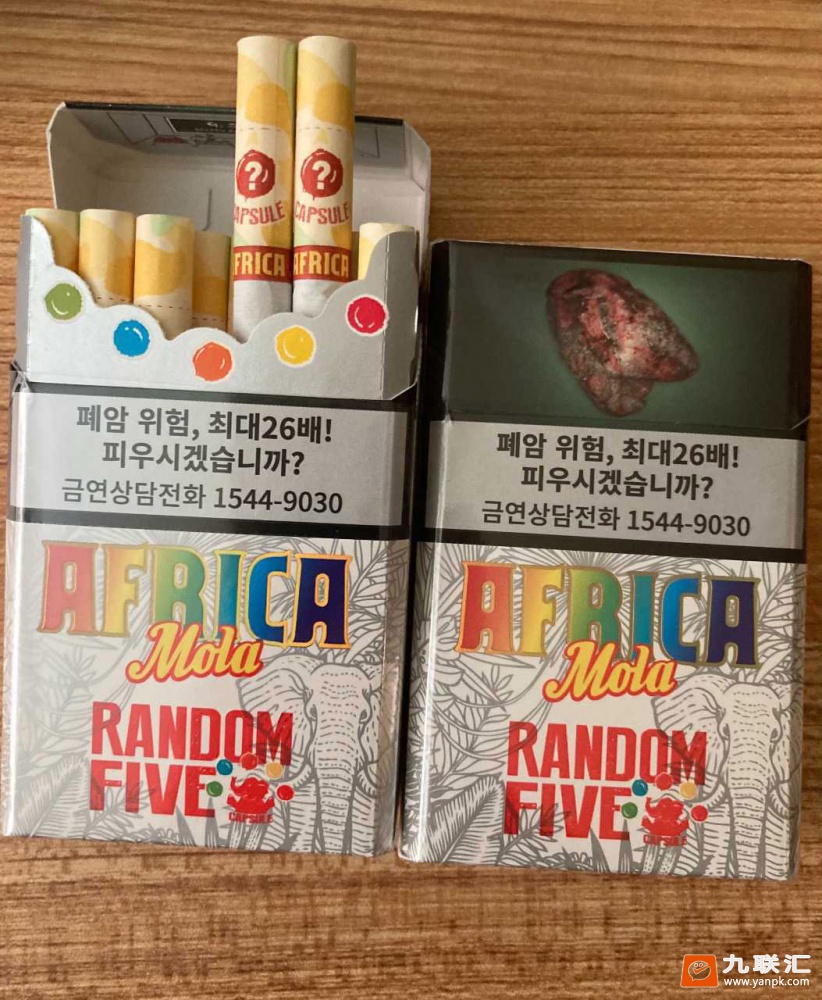 ?
CAPSULE
AFRICA
?
CAPSULE
AFRICA
폐암 위험, 최대26배!
피우시겠습니까?
금연상담전화 1544-9030
AFRICA
Mola
RANDOM
FIVE
CAPSULE
폐암 위험, 최대26배!
피우시겠습니까?
금연상담전화 1544-9030
AFRICA
Mola
RANDOM
FIVE
CAPSULE
九联汇
www.yanpk.com